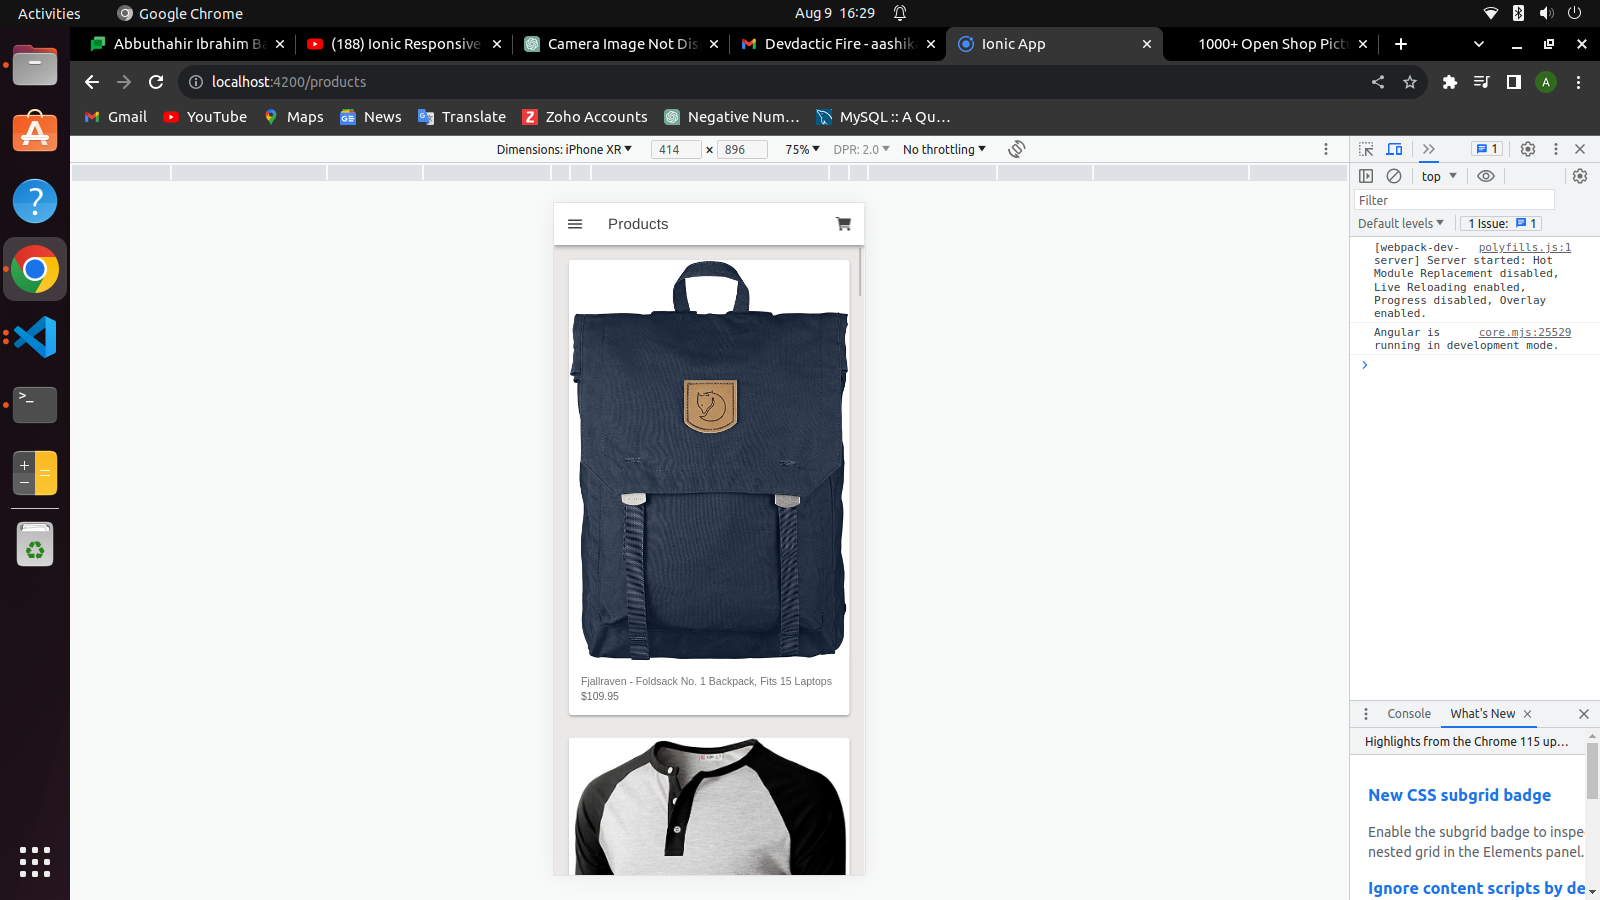 Activities
Google Chrome
Aug 9 16:29
Abbuthahir Ibrahim Ba
(188) Ionic Responsive
Camera Image Not Dis
Devdactic Fire - aashika
Ionic App
1000+ Open Shop Pictu
localhost:4200/products
A
Gmail
YouTube
Maps
News
Translate
Zoho Accounts
Negative Num…
MySQL :: A Qu…
Dimensions: iPhone XR
414 × 896
75%
DPR: 2.0
No throttling
1
top
Filter
Default levels
1 Issue: 1
[webpack-dev- polyfills.js:1
server] Server started: Hot
Module Replacement disabled,
Live Reloading enabled,
Progress disabled, Overlay
enabled.
Angular is core.mjs:25529
running in development mode.
Products
Fjallraven - Foldsack No. 1 Backpack, Fits 15 Laptops
$109.95
Console
What's New
Highlights from the Chrome 115 up…
New CSS subgrid badge
Enable the subgrid badge to inspe
nested grid in the Elements panel.
Ignore content scripts by de